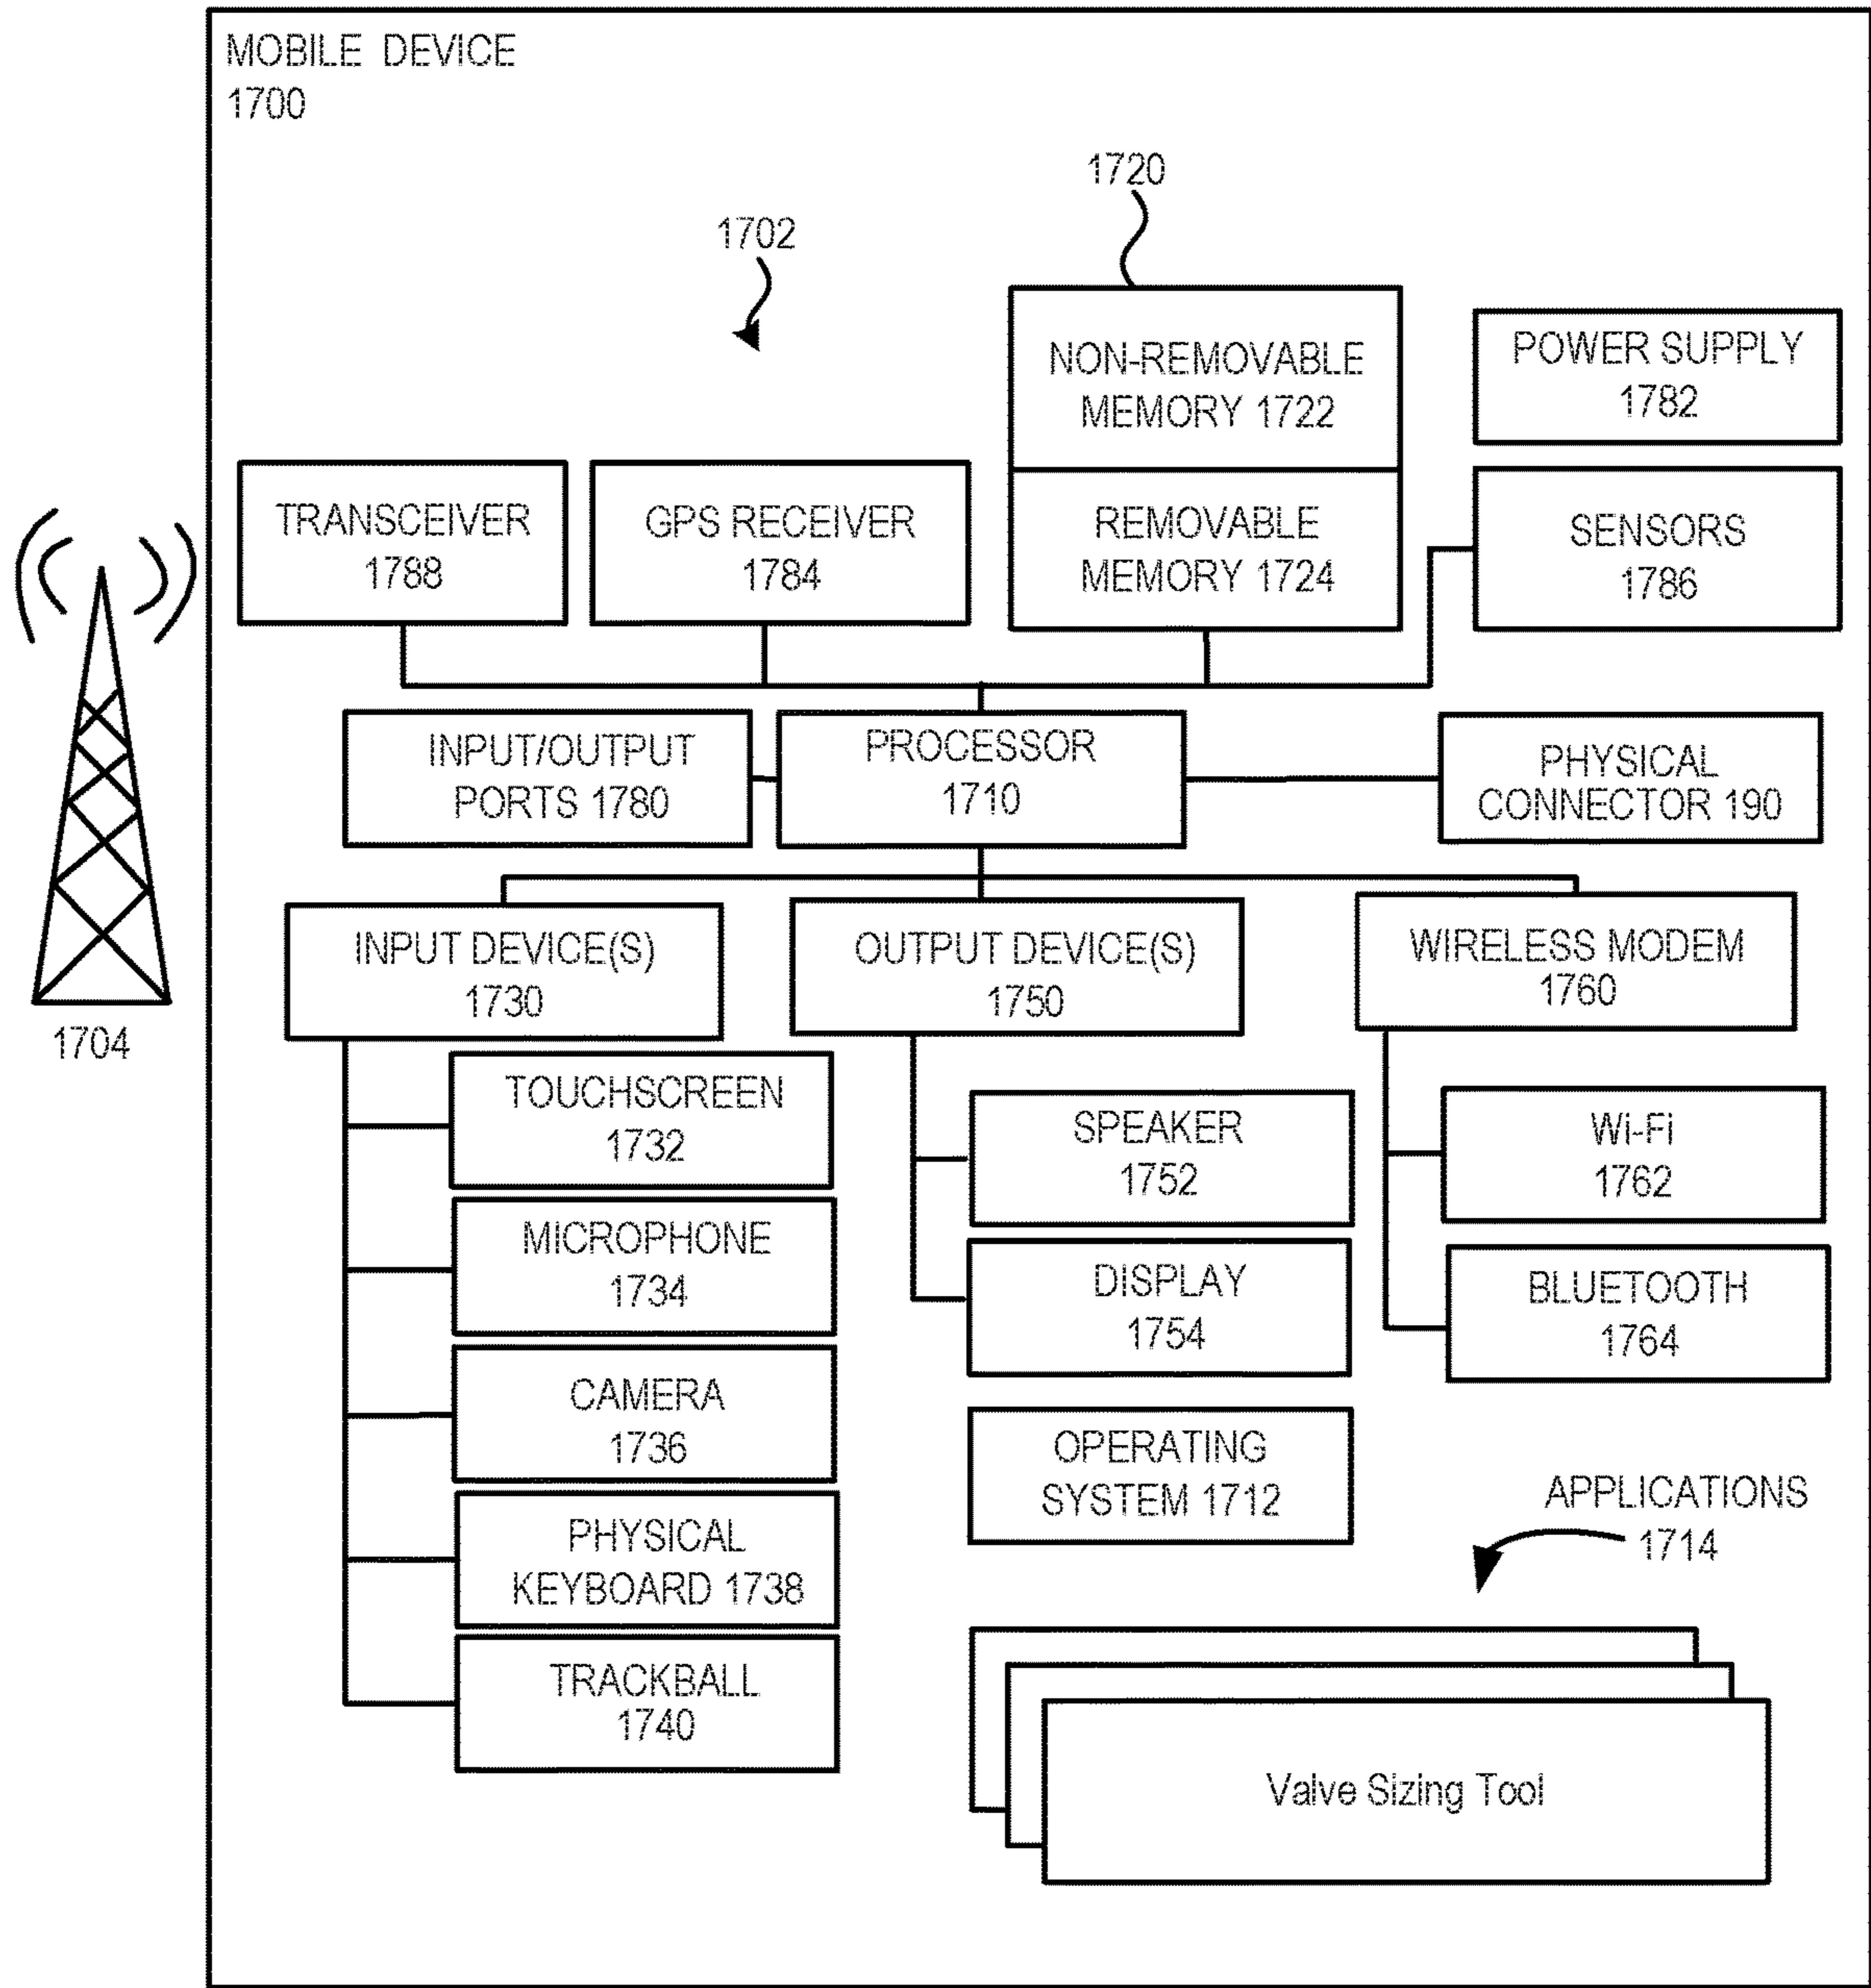 MOBILE DEVICE
1700
1720
1702
NON-REMOVABLE
MEMORY 1722
POWER SUPPLY
1782
TRANSCEIVER
1788
GPS RECEIVER
1784
REMOVABLE
MEMORY 1724
SENSORS
1786
INPUT/OUTPUT
PORTS 1780
PROCESSOR
1710
PHYSICAL
CONNECTOR 190
INPUT DEVICE(S)
1730
OUTPUT DEVICE(S)
1750
WIRELESS MODEM
1760
1704
TOUCHSCREEN
1732
SPEAKER
1752
Wi-Fi
1762
MICROPHONE
1734
DISPLAY
1754
BLUETOOTH
1764
CAMERA
1736
OPERATING
SYSTEM 1712
APPLICATIONS
1714
PHYSICAL
KEYBOARD 1738
TRACKBALL
1740
Valve Sizing Tool